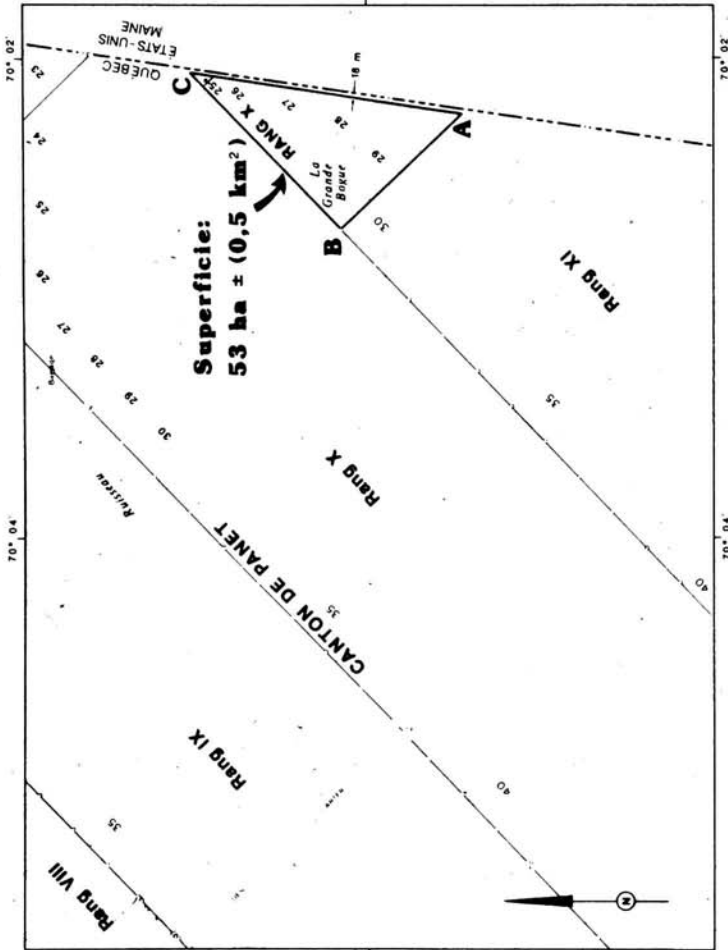 70° 02'
70° 04'
QUÉBEC
ÉTATS-UNIS
MAINE
23
24
25
26
27
28
29
30
C
25
26
27
28
29
30
18 m
RANG X
La
Grande
Bogue
A
B
Superficie:
53 ha ± (0,5 km²)
Ruisseau
CANTON DE PANET
Rang VIII
35
Rang IX
35
40
Rang X
35
40
Rang XI
N
70° 02'
70° 04'